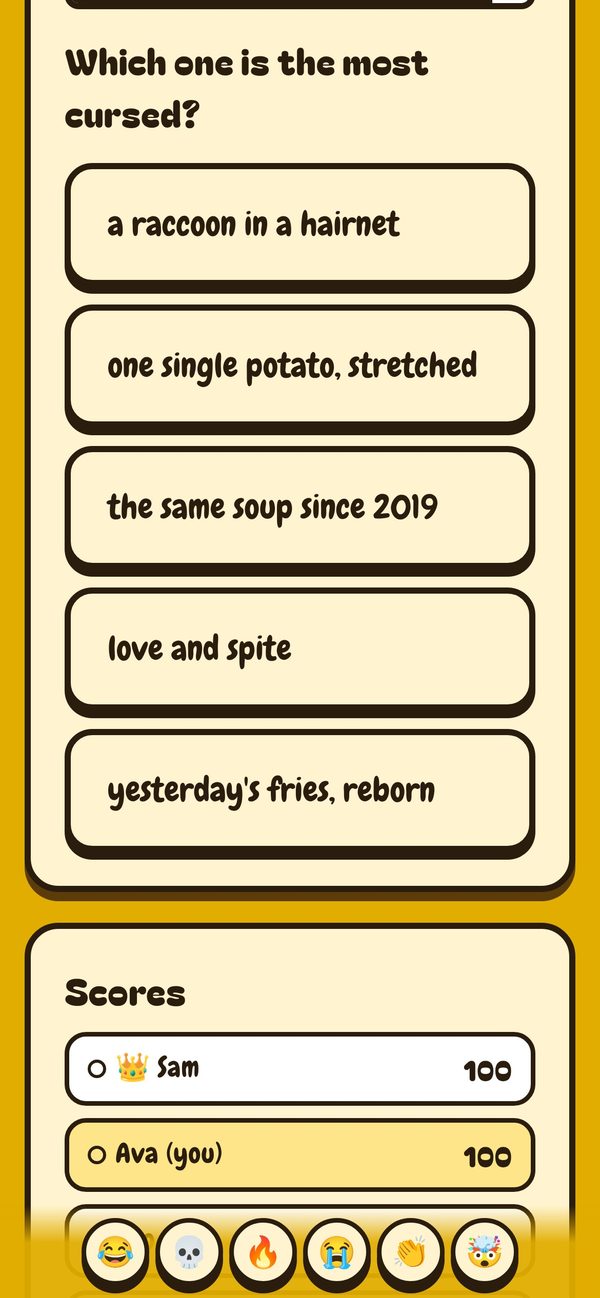 Which one is the most
cursed?
a raccoon in a hairnet
one single potato, stretched
the same soup since 2019
love and spite
yesterday's fries, reborn
Scores
👑 Sam 100
Ava (you) 100
😂 💀 🔥 😭 👏 🤯